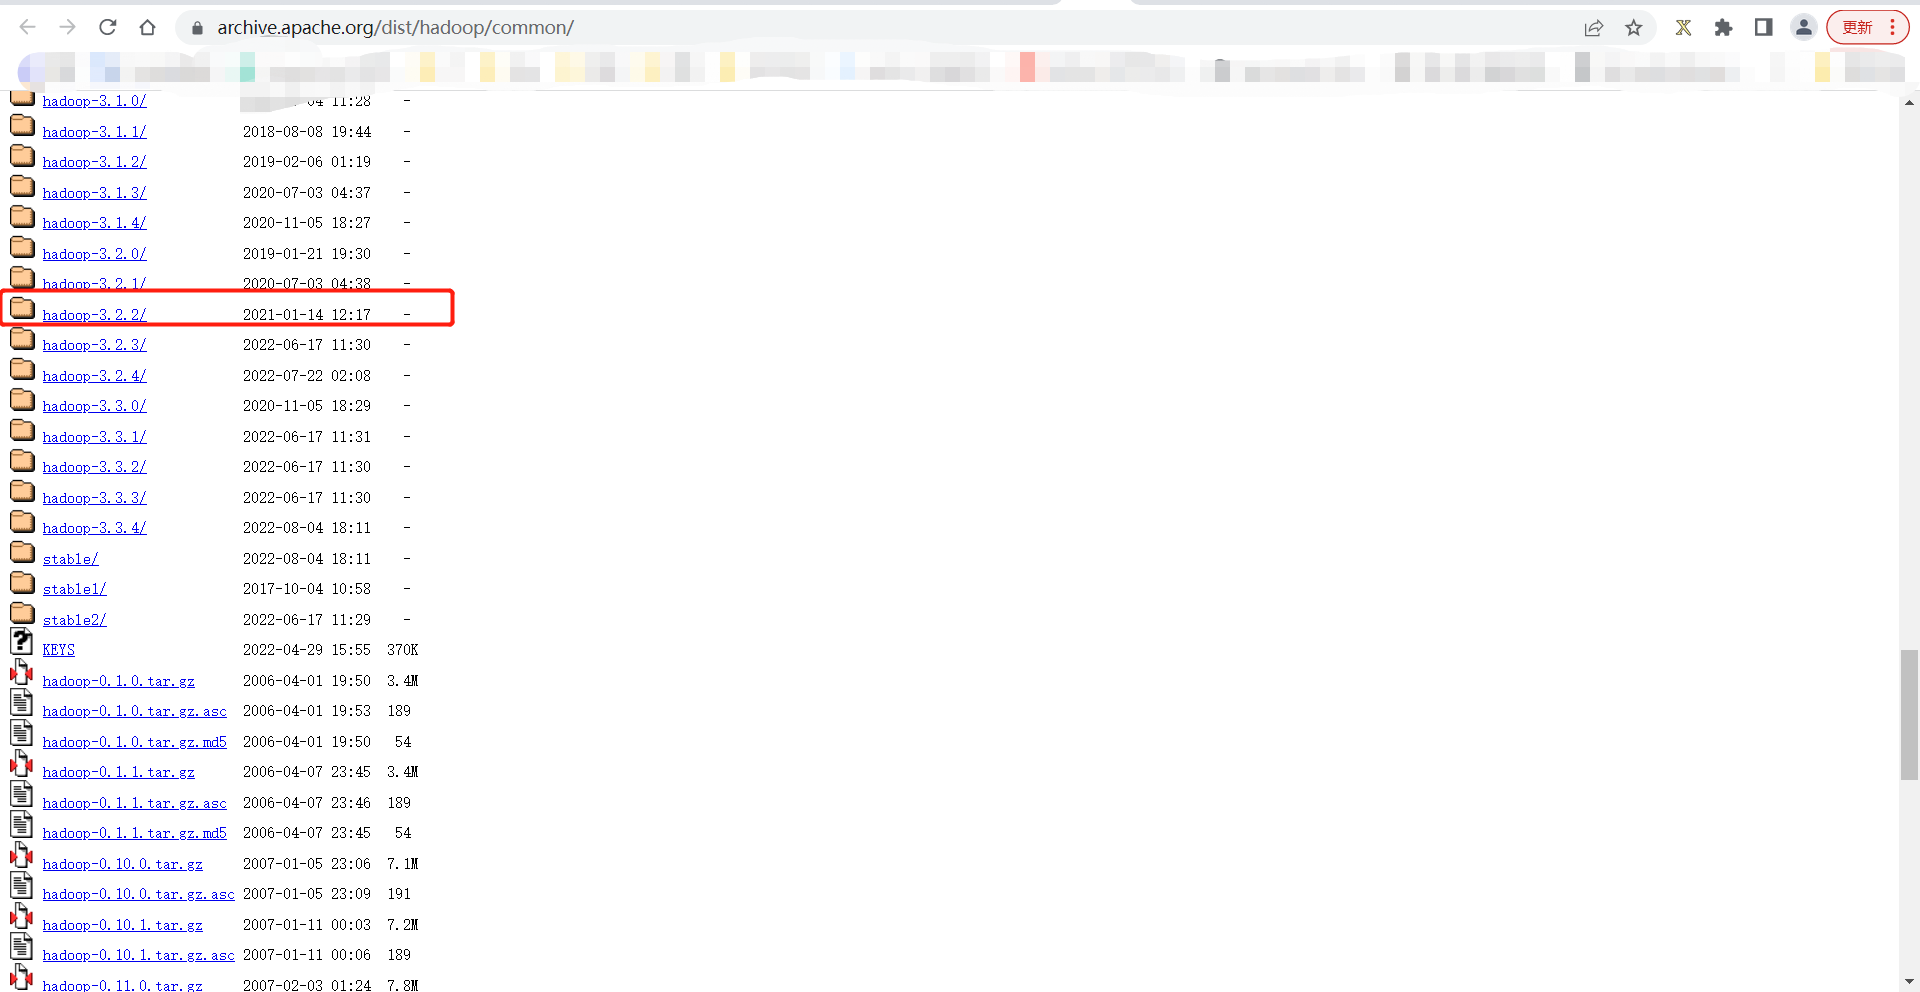 archive.apache.org/dist/hadoop/common/
更新
hadoop-3.1.0/ 04 11:28 -
hadoop-3.1.1/ 2018-08-08 19:44 -
hadoop-3.1.2/ 2019-02-06 01:19 -
hadoop-3.1.3/ 2020-07-03 04:37 -
hadoop-3.1.4/ 2020-11-05 18:27 -
hadoop-3.2.0/ 2019-01-21 19:30 -
hadoop-3.2.1/ 2020-07-03 04:38 -
hadoop-3.2.2/ 2021-01-14 12:17 -
hadoop-3.2.3/ 2022-06-17 11:30 -
hadoop-3.2.4/ 2022-07-22 02:08 -
hadoop-3.3.0/ 2020-11-05 18:29 -
hadoop-3.3.1/ 2022-06-17 11:31 -
hadoop-3.3.2/ 2022-06-17 11:30 -
hadoop-3.3.3/ 2022-06-17 11:30 -
hadoop-3.3.4/ 2022-08-04 18:11 -
stable/ 2022-08-04 18:11 -
stable1/ 2017-10-04 10:58 -
stable2/ 2022-06-17 11:29 -
KEYS 2022-04-29 15:55 370K
hadoop-0.1.0.tar.gz 2006-04-01 19:50 3.4M
hadoop-0.1.0.tar.gz.asc 2006-04-01 19:53 189
hadoop-0.1.0.tar.gz.md5 2006-04-01 19:50 54
hadoop-0.1.1.tar.gz 2006-04-07 23:45 3.4M
hadoop-0.1.1.tar.gz.asc 2006-04-07 23:46 189
hadoop-0.1.1.tar.gz.md5 2006-04-07 23:45 54
hadoop-0.10.0.tar.gz 2007-01-05 23:06 7.1M
hadoop-0.10.0.tar.gz.asc 2007-01-05 23:09 191
hadoop-0.10.1.tar.gz 2007-01-11 00:03 7.2M
hadoop-0.10.1.tar.gz.asc 2007-01-11 00:06 189
hadoop-0.11.0.tar.gz 2007-02-03 01:24 7.8M